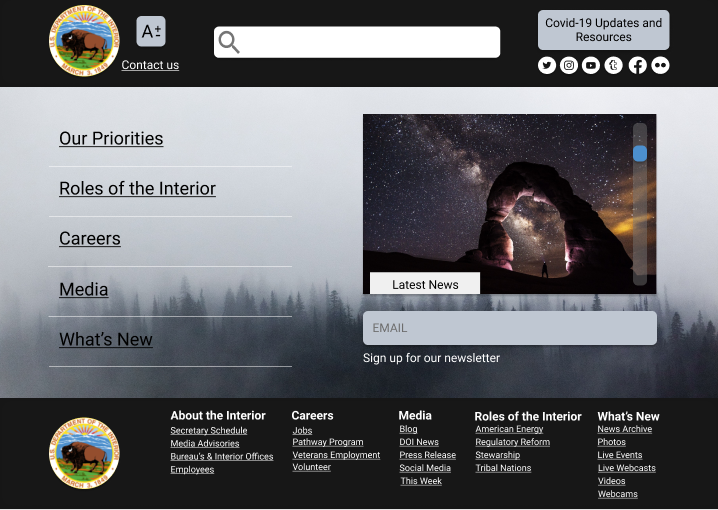 U.S. DEPARTMENT OF THE INTERIOR
MARCH 3, 1849
A±
Contact us
Covid-19 Updates and
Resources
Our Priorities
Roles of the Interior
Careers
Media
What's New
Latest News
EMAIL
Sign up for our newsletter
U.S. DEPARTMENT OF THE INTERIOR
MARCH 3, 1849
About the Interior
Secretary Schedule
Media Advisories
Bureau's & Interior Offices
Employees
Careers
Jobs
Pathway Program
Veterans Employment
Volunteer
Media
Blog
DOI News
Press Release
Social Media
This Week
Roles of the Interior
American Energy
Regulatory Reform
Stewarship
Tribal Nations
What's New
News Archive
Photos
Live Events
Live Webcasts
Videos
Webcams